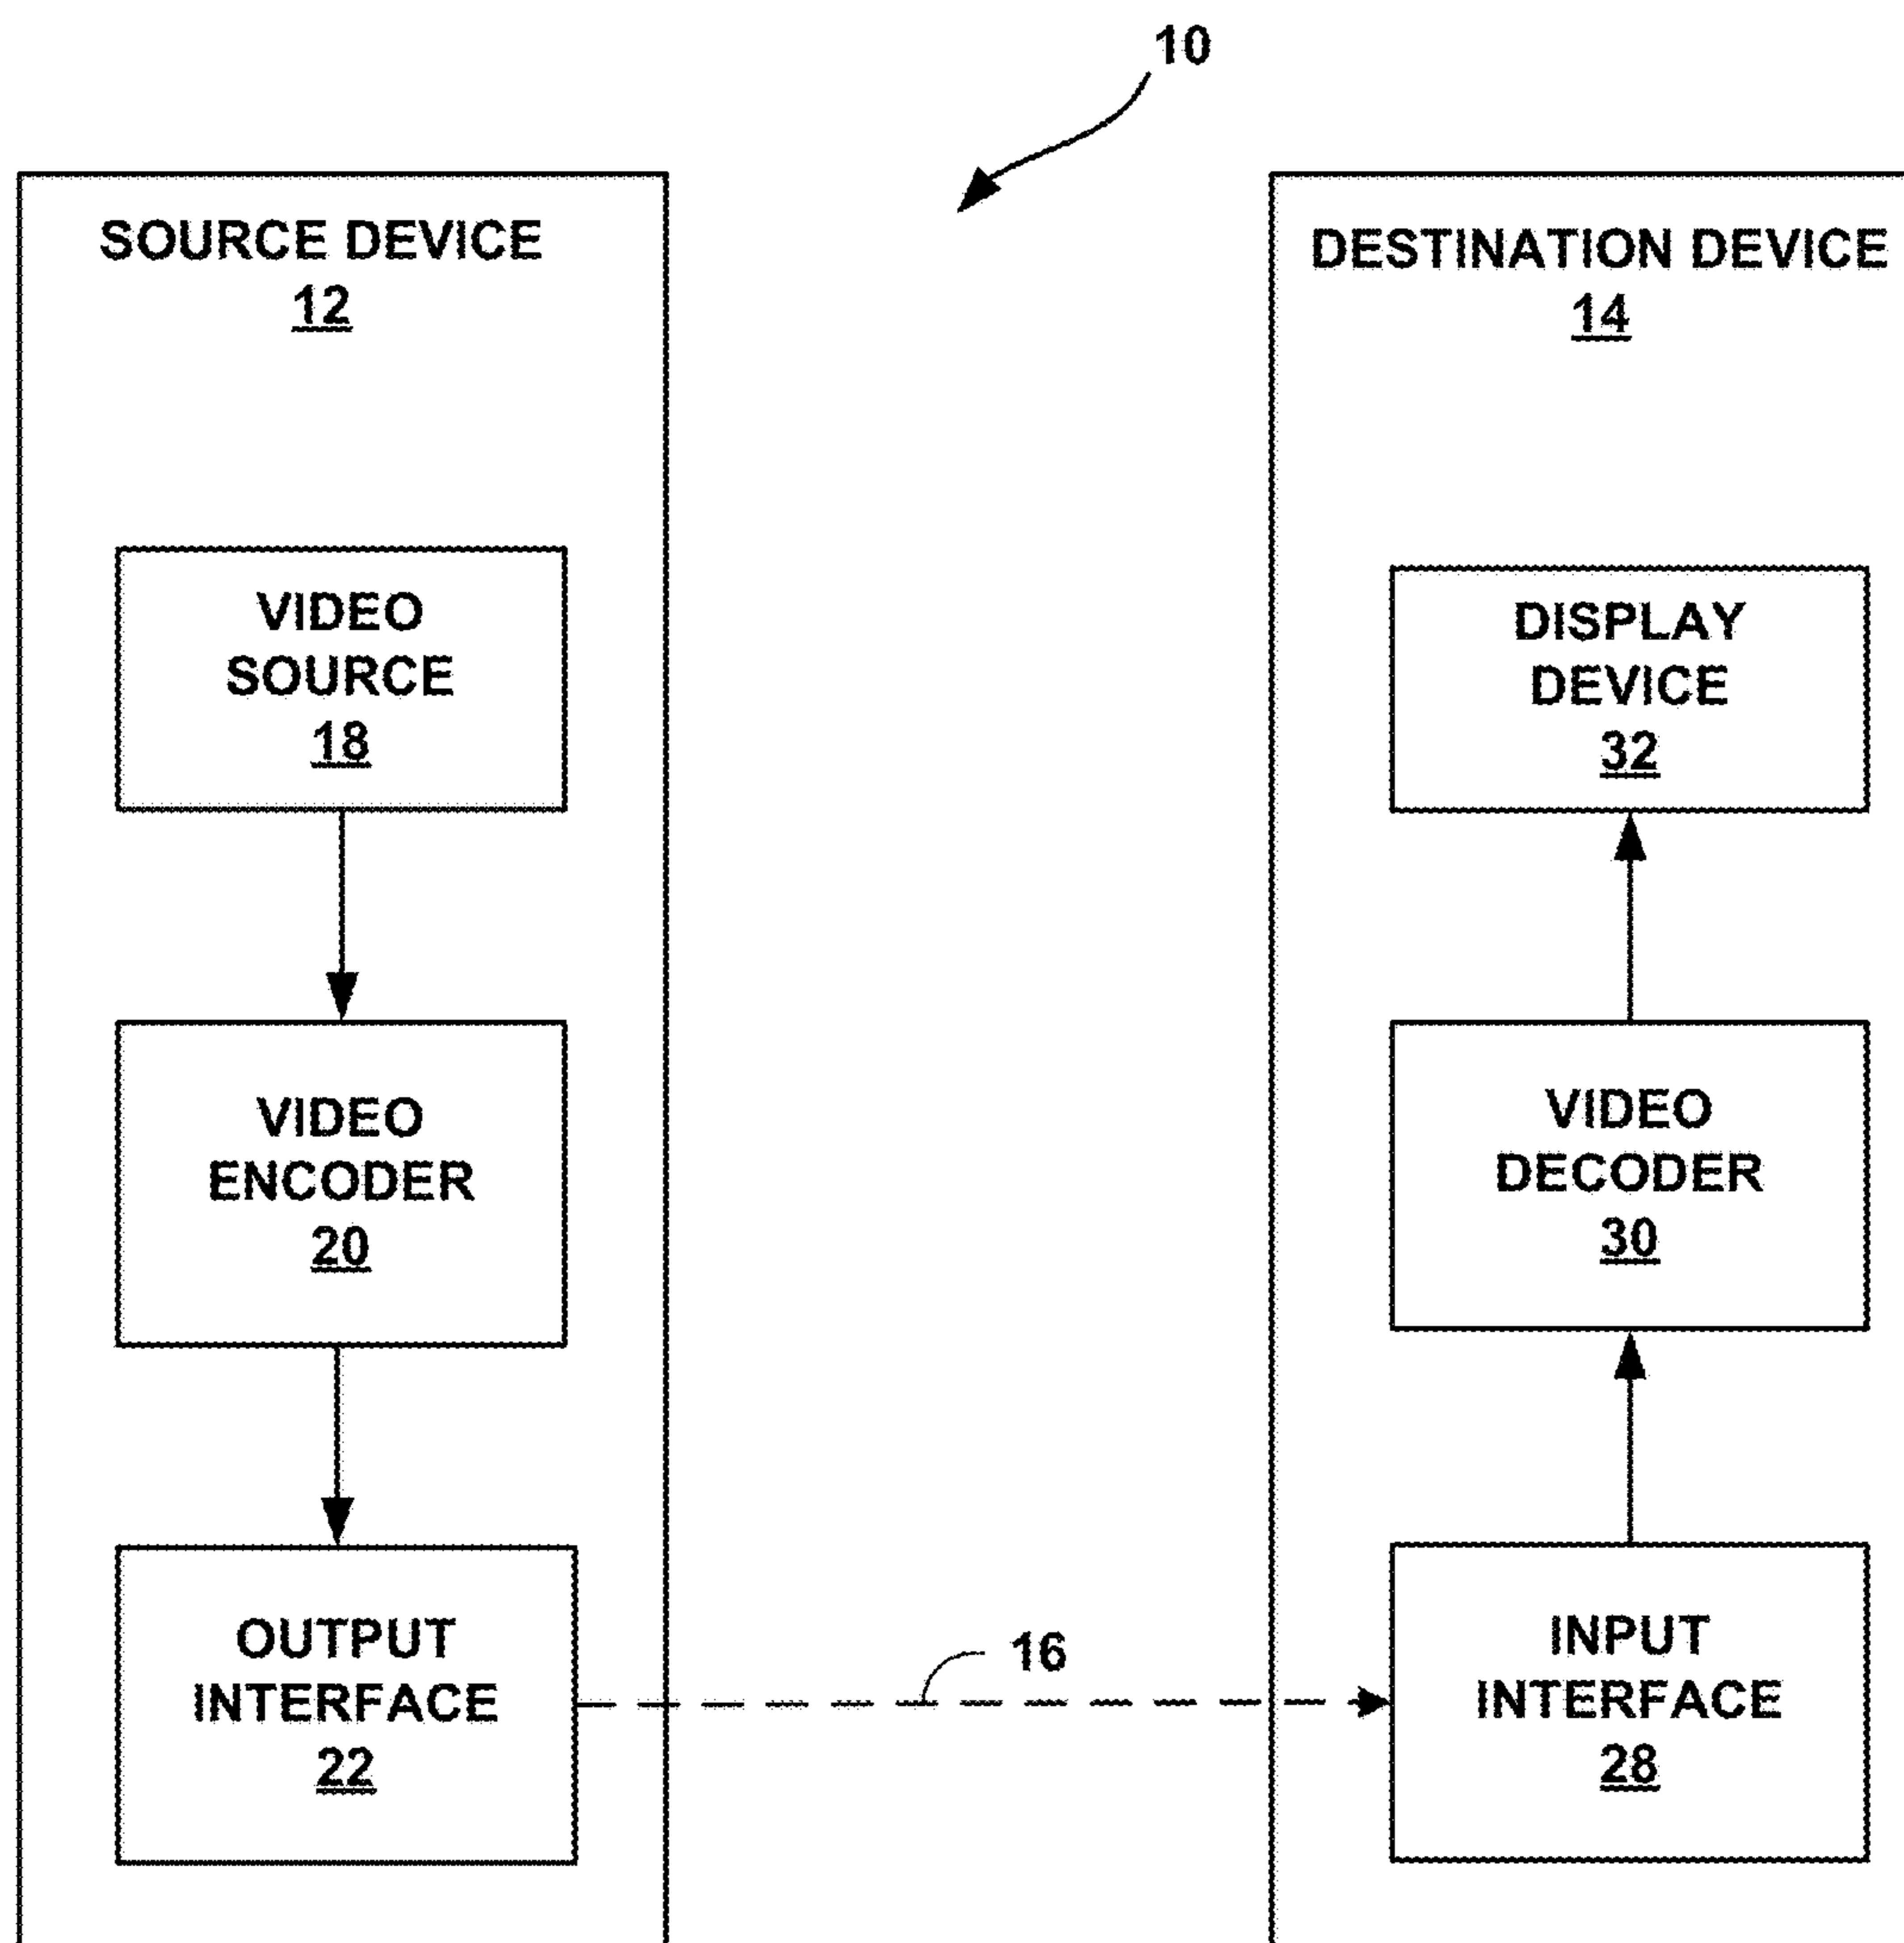 10
SOURCE DEVICE
12
VIDEO
SOURCE
18
VIDEO
ENCODER
20
OUTPUT
INTERFACE
22
16
DESTINATION DEVICE
14
DISPLAY
DEVICE
32
VIDEO
DECODER
30
INPUT
INTERFACE
28